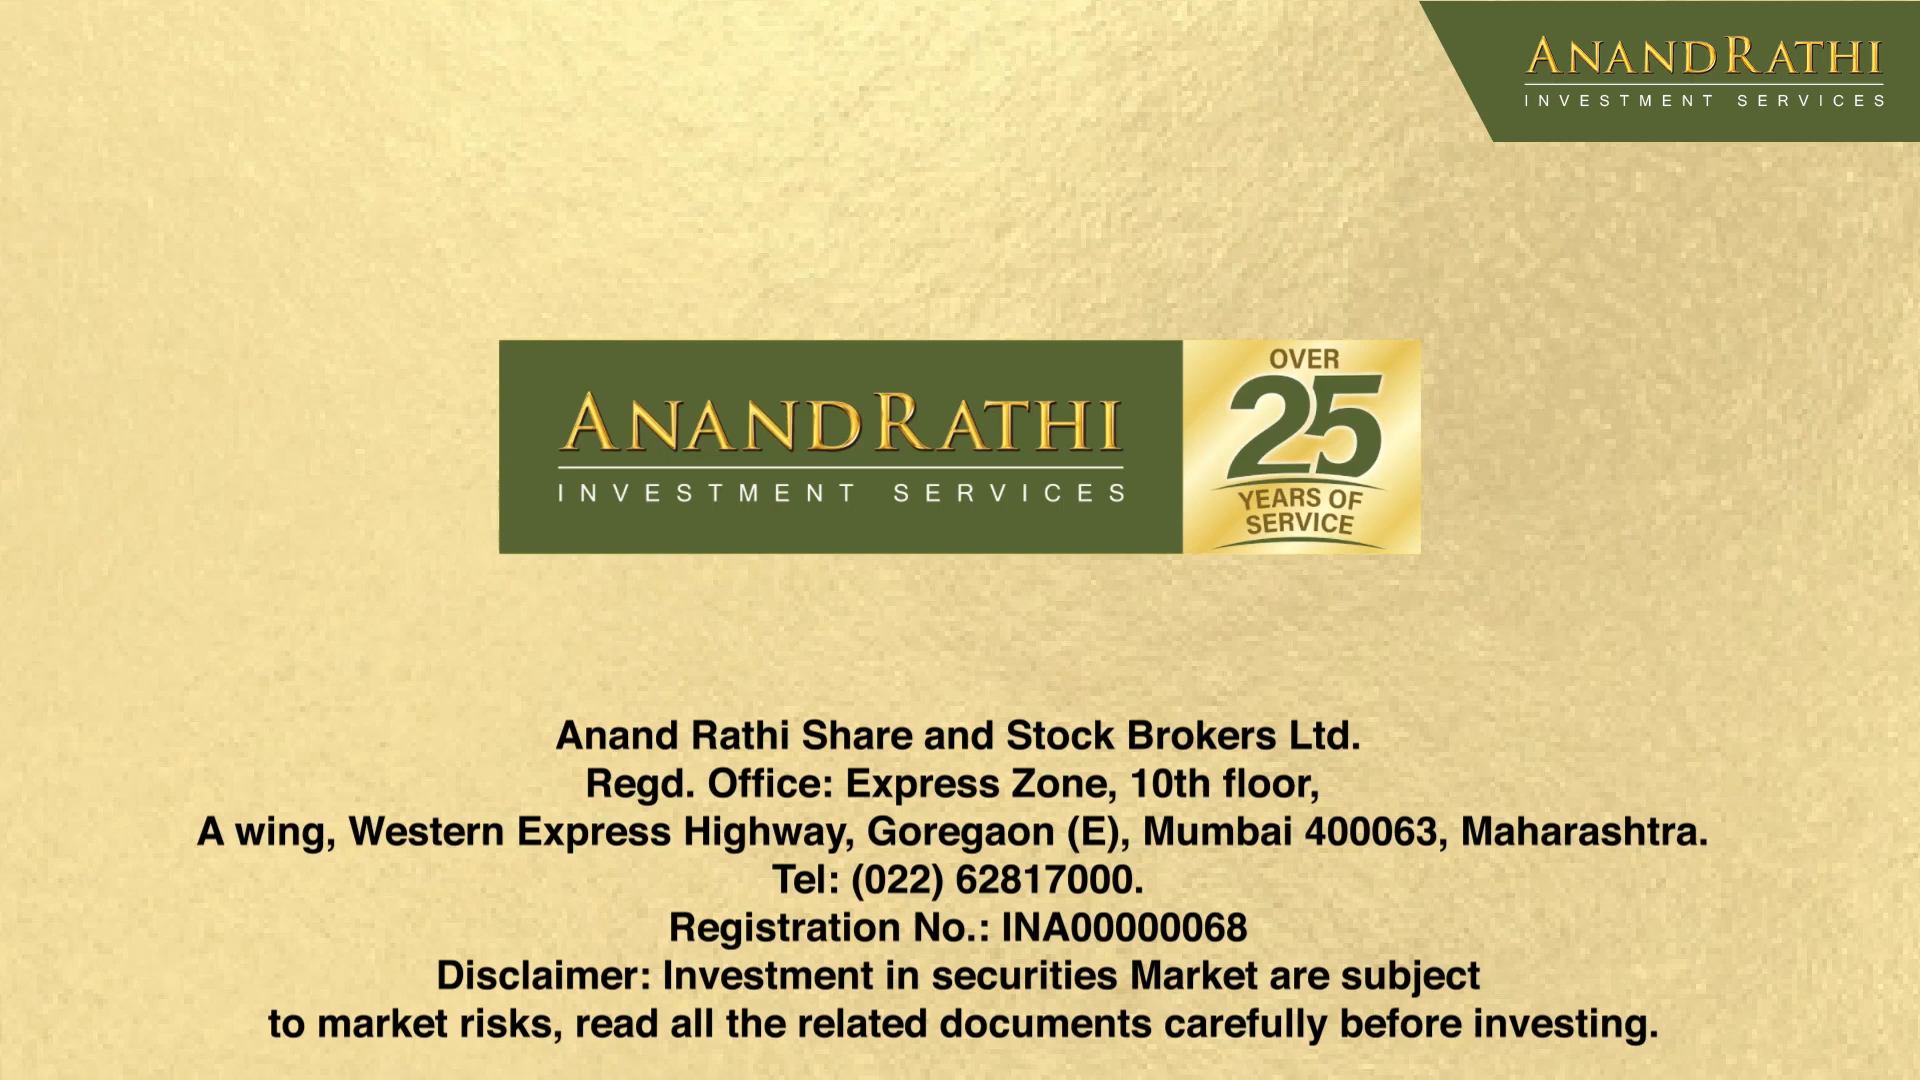 ANANDRATHI
INVESTMENT SERVICES
ANANDRATHI
INVESTMENT SERVICES
OVER
25
YEARS OF
SERVICE
Anand Rathi Share and Stock Brokers Ltd.
Regd. Office: Express Zone, 10th floor,
A wing, Western Express Highway, Goregaon (E), Mumbai 400063, Maharashtra.
Tel: (022) 62817000.
Registration No.: INA00000068
Disclaimer: Investment in securities Market are subject
to market risks, read all the related documents carefully before investing.